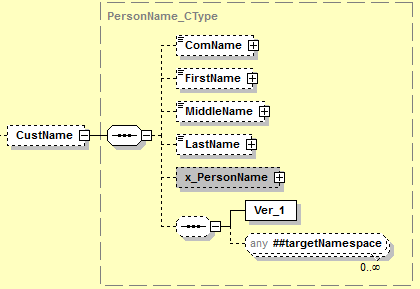 PersonName_CType
ComName
FirstName
MiddleName
CustName
LastName
x_PersonName
Ver_1
any ##targetNamespace
0..∞